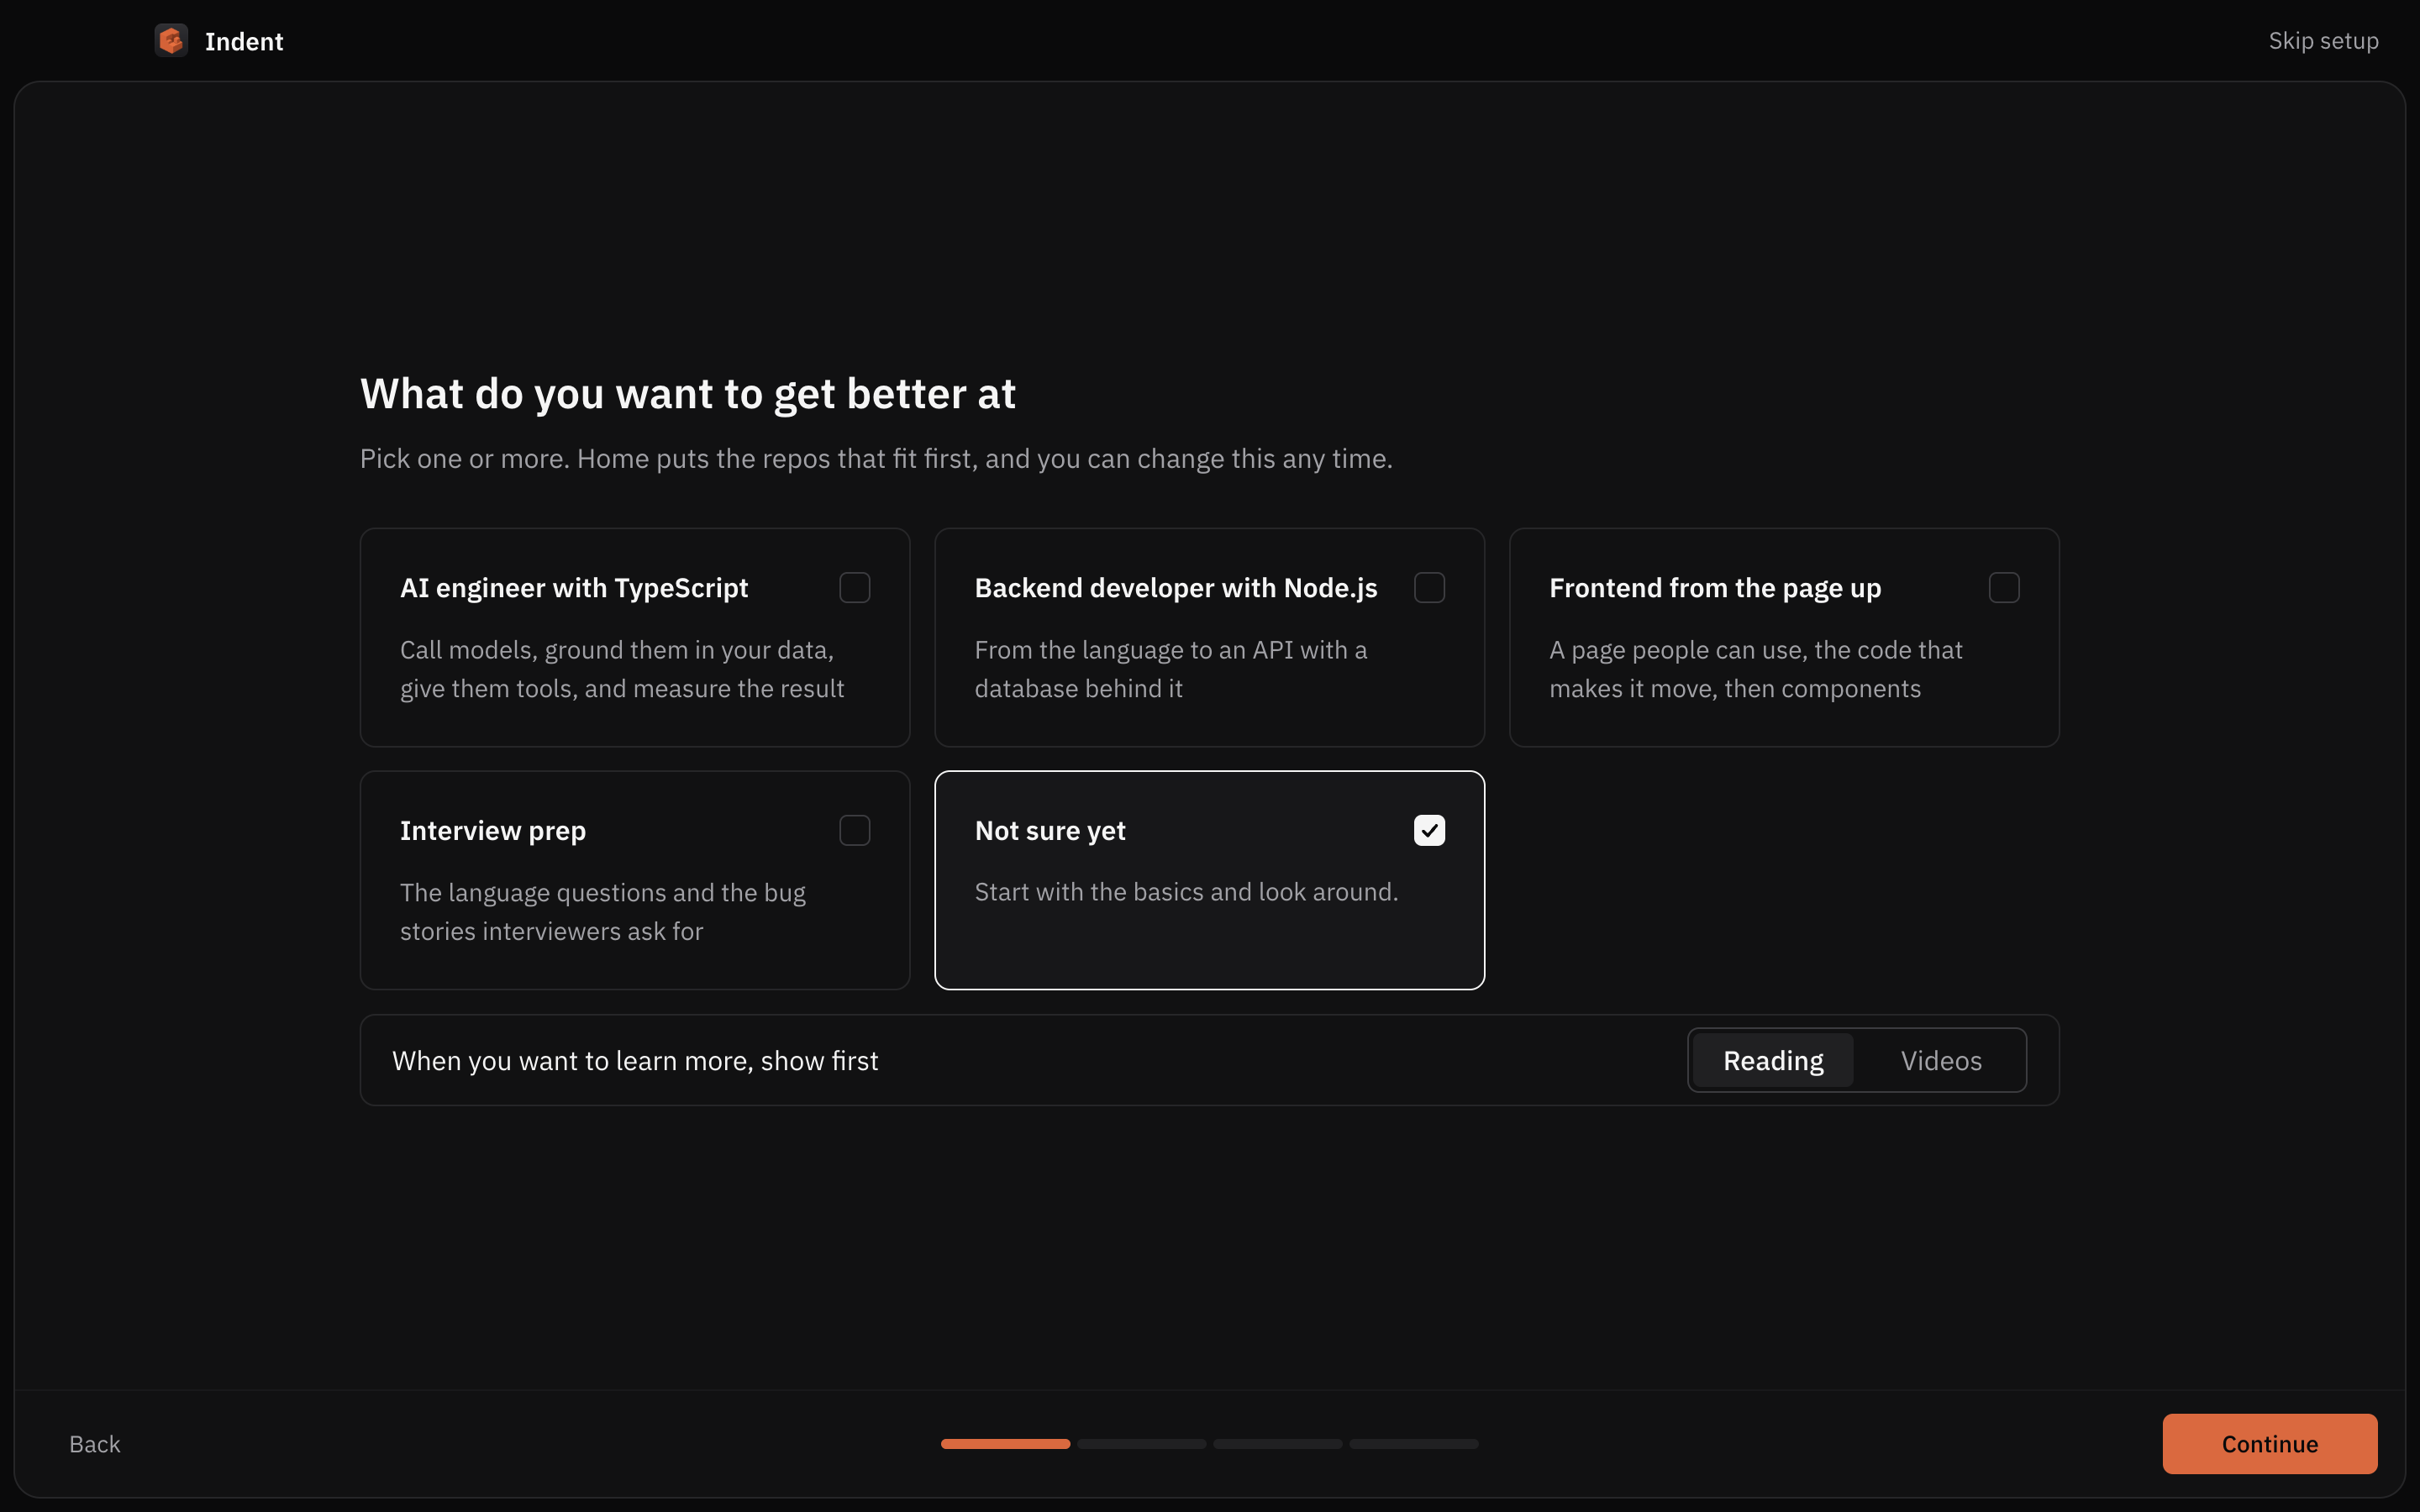 Indent
Skip setup
What do you want to get better at
Pick one or more. Home puts the repos that fit first, and you can change this any time.
AI engineer with TypeScript
Call models, ground them in your data,
give them tools, and measure the result
Backend developer with Node.js
From the language to an API with a
database behind it
Frontend from the page up
A page people can use, the code that
makes it move, then components
Interview prep
The language questions and the bug
stories interviewers ask for
Not sure yet
Start with the basics and look around.
When you want to learn more, show first
Reading
Videos
Back
Continue